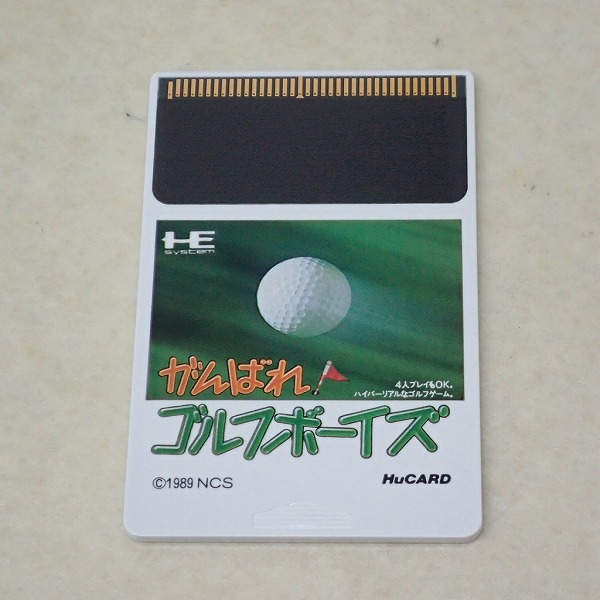 HE
system
がんばれ!
4人プレイもOK。
ハイパーリアルなゴルフゲーム。
ゴルフボーイズ
©1989 NCS
HuCARD